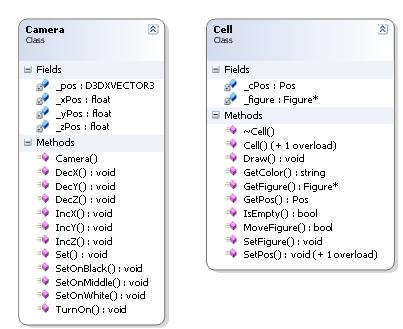 Camera
Class
Fields
_pos : D3DXVECTOR3
_xPos : float
_yPos : float
_zPos : float
Methods
Camera()
DecX() : void
DecY() : void
DecZ() : void
IncX() : void
IncY() : void
IncZ() : void
Set() : void
SetOnBlack() : void
SetOnMiddle() : void
SetOnWhite() : void
TurnOn() : void
Cell
Class
Fields
_cPos : Pos
_figure : Figure*
Methods
~Cell()
Cell() (+ 1 overload)
Draw() : void
GetColor() : string
GetFigure() : Figure*
GetPos() : Pos
IsEmpty() : bool
MoveFigure() : bool
SetFigure() : void
SetPos() : void (+ 1 overload)